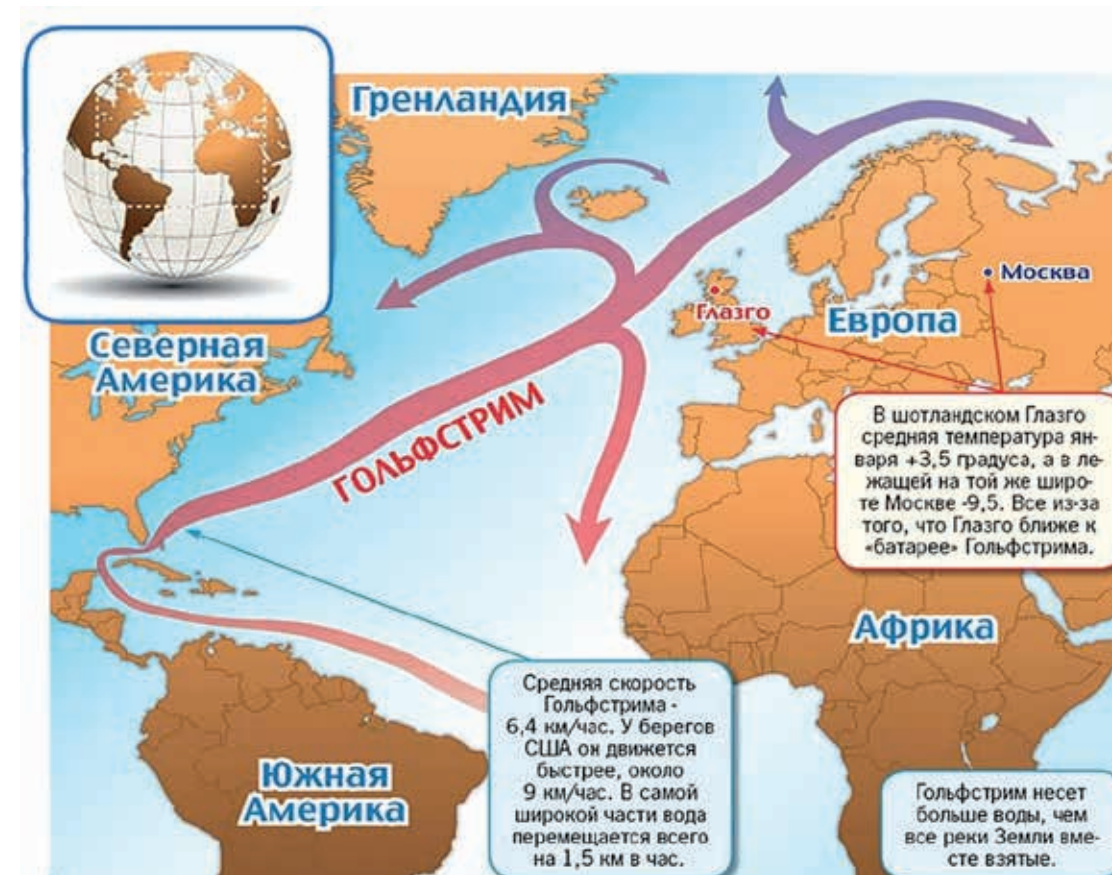 Гренландия
Северная
Америка
ГОЛЬФСТРИМ
Глазго
Европа
Москва
В шотландском Глазго
средняя температура ян-
варя +3,5 градуса, а в ле-
жащей на той же широ-
те Москве -9,5. Все из-за
того, что Глазго ближе к
«батарее» Гольфстрима.
Африка
Южная
Америка
Средняя скорость
Гольфстрима -
6,4 км/час. У берегов
США он движется
быстрее, около
9 км/час. В самой
широкой части вода
перемещается всего
на 1,5 км в час.
Гольфстрим несет
больше воды, чем
все реки Земли вме-
сте взятые.